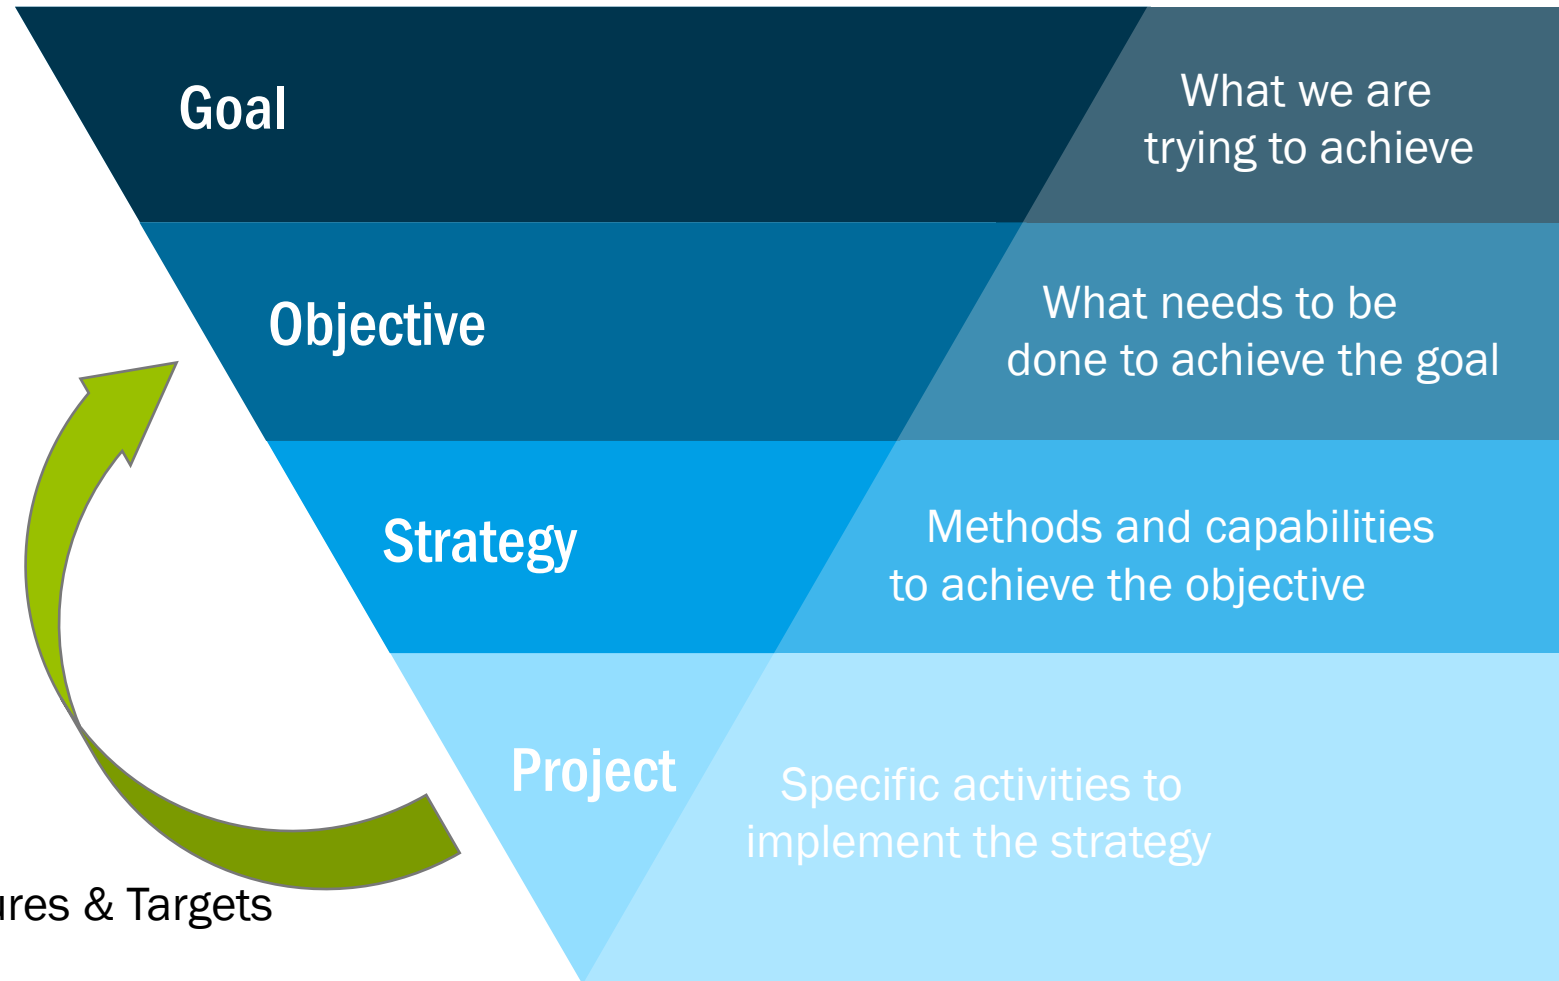 Goal
What we are
trying to achieve
Objective
What needs to be
done to achieve the goal
Strategy
Methods and capabilities
to achieve the objective
Project
Specific activities to
implement the strategy
& Targets